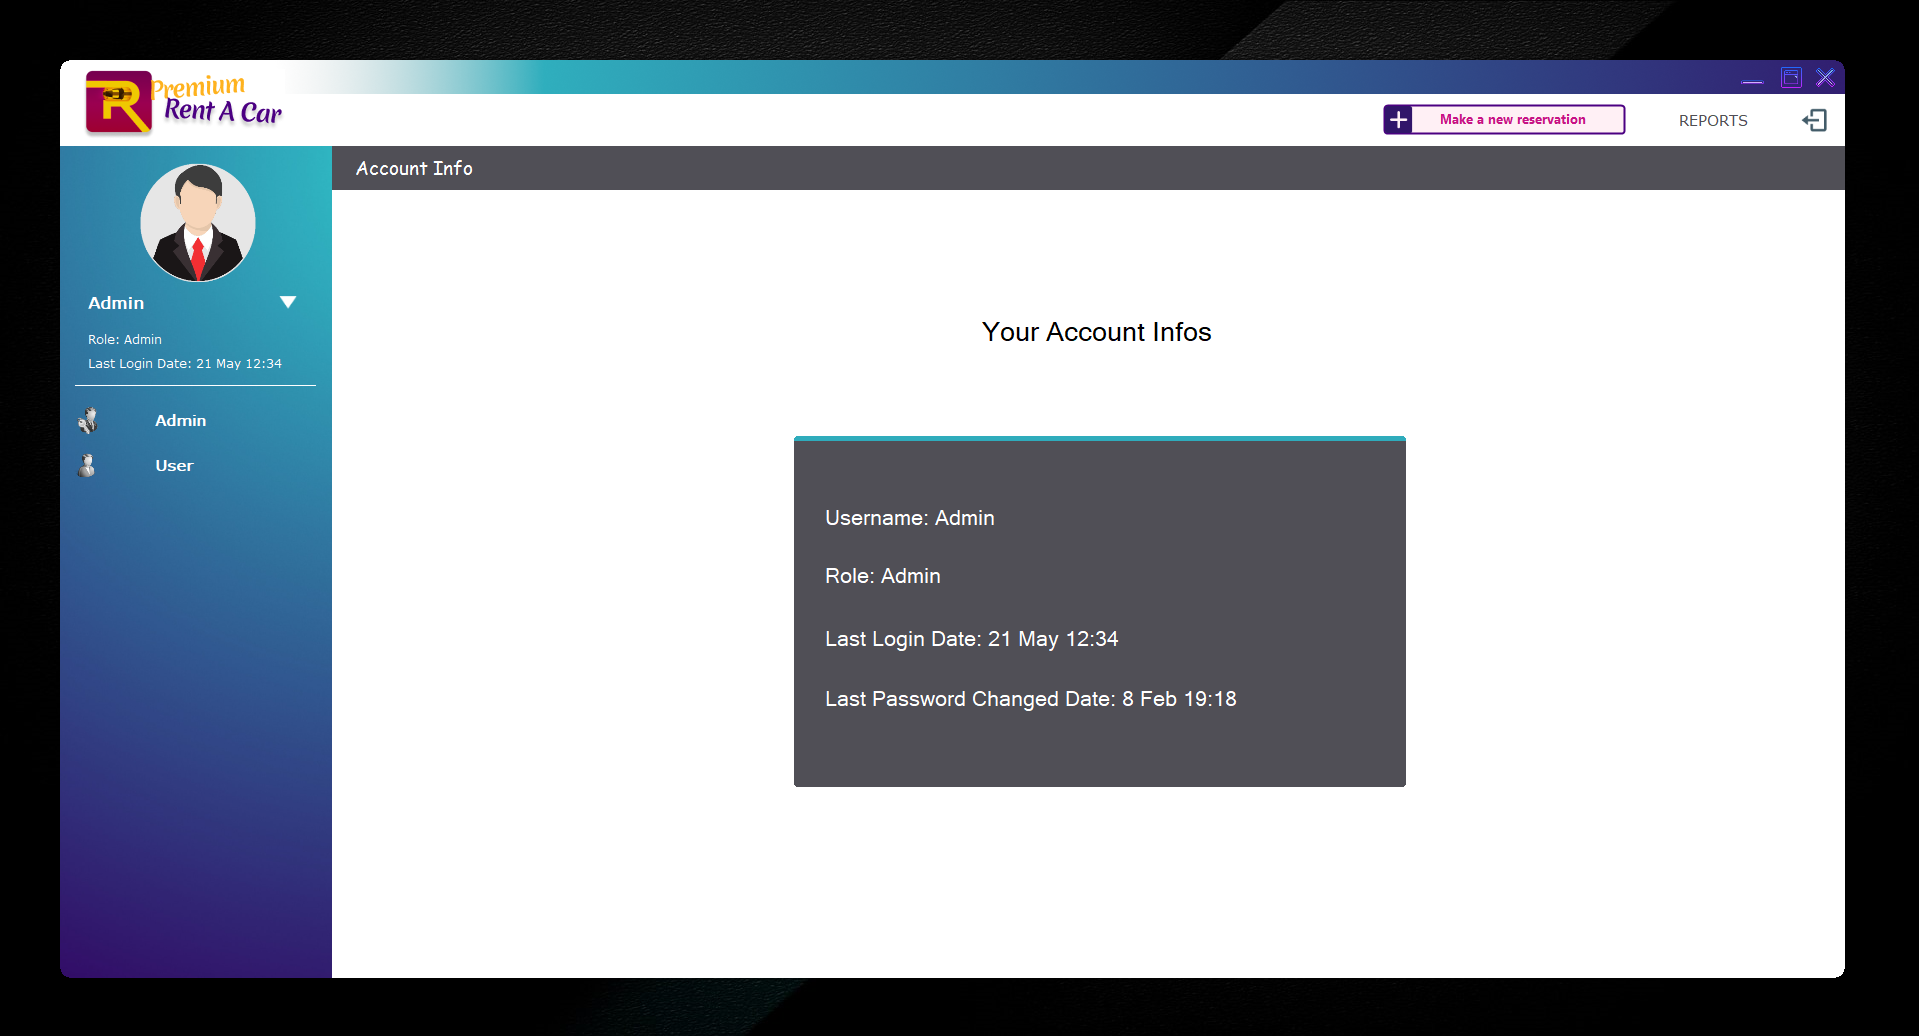 Premium
Rent A Car
Make a new reservation
REPORTS
Account Info
Admin
Role: Admin
Last Login Date: 21 May 12:34
Admin
User
Your Account Infos
Username: Admin
Role: Admin
Last Login Date: 21 May 12:34
Last Password Changed Date: 8 Feb 19:18